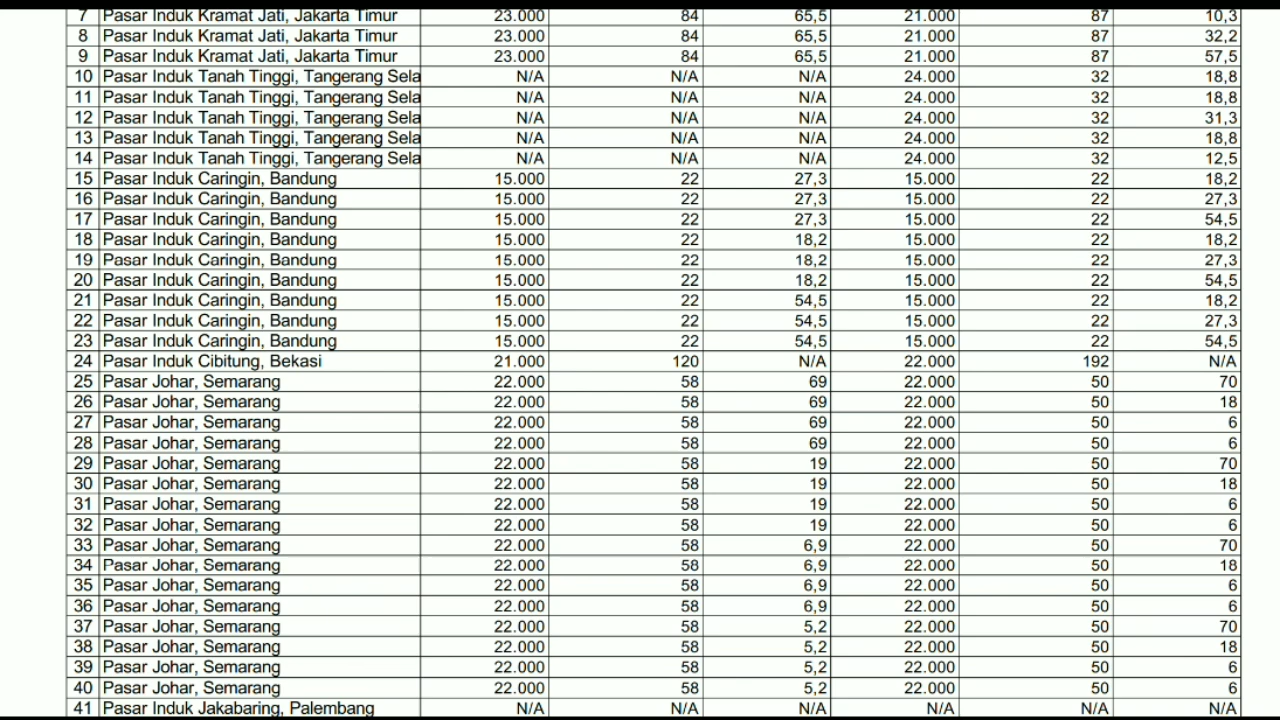 7 Pasar Induk Kramat Jati, Jakarta Timur 23.000 84 65,5 21.000 87 10,3
8 Pasar Induk Kramat Jati, Jakarta Timur 23.000 84 65,5 21.000 87 32,2
9 Pasar Induk Kramat Jati, Jakarta Timur 23.000 84 65,5 21.000 87 57,5
10 Pasar Induk Tanah Tinggi, Tangerang Sela N/A N/A N/A 24.000 32 18,8
11 Pasar Induk Tanah Tinggi, Tangerang Sela N/A N/A N/A 24.000 32 18,8
12 Pasar Induk Tanah Tinggi, Tangerang Sela N/A N/A N/A 24.000 32 31,3
13 Pasar Induk Tanah Tinggi, Tangerang Sela N/A N/A N/A 24.000 32 18,8
14 Pasar Induk Tanah Tinggi, Tangerang Sela N/A N/A N/A 24.000 32 12,5
15 Pasar Induk Caringin, Bandung 15.000 22 27,3 15.000 22 18,2
16 Pasar Induk Caringin, Bandung 15.000 22 27,3 15.000 22 27,3
17 Pasar Induk Caringin, Bandung 15.000 22 27,3 15.000 22 54,5
18 Pasar Induk Caringin, Bandung 15.000 22 18,2 15.000 22 18,2
19 Pasar Induk Caringin, Bandung 15.000 22 18,2 15.000 22 27,3
20 Pasar Induk Caringin, Bandung 15.000 22 18,2 15.000 22 54,5
21 Pasar Induk Caringin, Bandung 15.000 22 54,5 15.000 22 18,2
22 Pasar Induk Caringin, Bandung 15.000 22 54,5 15.000 22 27,3
23 Pasar Induk Caringin, Bandung 15.000 22 54,5 15.000 22 54,5
24 Pasar Induk Cibitung, Bekasi 21.000 120 N/A 22.000 192 N/A
25 Pasar Johar, Semarang 22.000 58 69 22.000 50 70
26 Pasar Johar, Semarang 22.000 58 69 22.000 50 18
27 Pasar Johar, Semarang 22.000 58 69 22.000 50 6
28 Pasar Johar, Semarang 22.000 58 69 22.000 50 6
29 Pasar Johar, Semarang 22.000 58 19 22.000 50 70
30 Pasar Johar, Semarang 22.000 58 19 22.000 50 18
31 Pasar Johar, Semarang 22.000 58 19 22.000 50 6
32 Pasar Johar, Semarang 22.000 58 19 22.000 50 6
33 Pasar Johar, Semarang 22.000 58 6,9 22.000 50 70
34 Pasar Johar, Semarang 22.000 58 6,9 22.000 50 18
35 Pasar Johar, Semarang 22.000 58 6,9 22.000 50 6
36 Pasar Johar, Semarang 22.000 58 6,9 22.000 50 6
37 Pasar Johar, Semarang 22.000 58 5,2 22.000 50 70
38 Pasar Johar, Semarang 22.000 58 5,2 22.000 50 18
39 Pasar Johar, Semarang 22.000 58 5,2 22.000 50 6
40 Pasar Johar, Semarang 22.000 58 5,2 22.000 50 6
41 Pasar Induk Jakabaring, Palembang N/A N/A N/A N/A N/A N/A